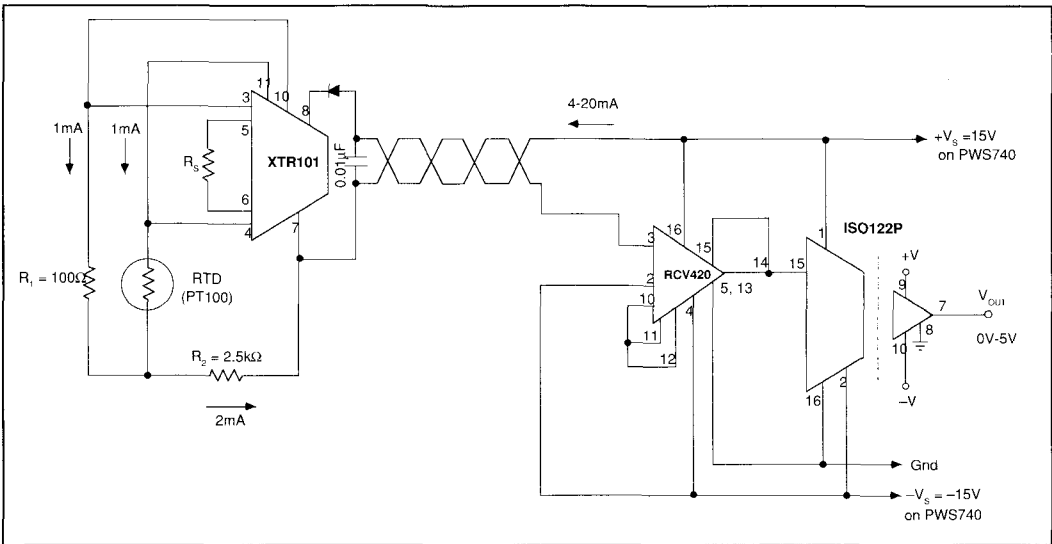 11
10
3
8
5
1mA
1mA
XTR101
R_S
0.01µF
6
7
4
R₁ = 100Ω
RTD
(PT100)
R₂ = 2.5kΩ
2mA
4-20mA
+V_S =15V
on PWS740
ISO122P
3
16
15
1
RCV420
14
15
2
5, 13
10
4
11
12
+V
9
7
V_OUT
8
0V-5V
10
–V
2
16
Gnd
–V_S = –15V
on PWS740